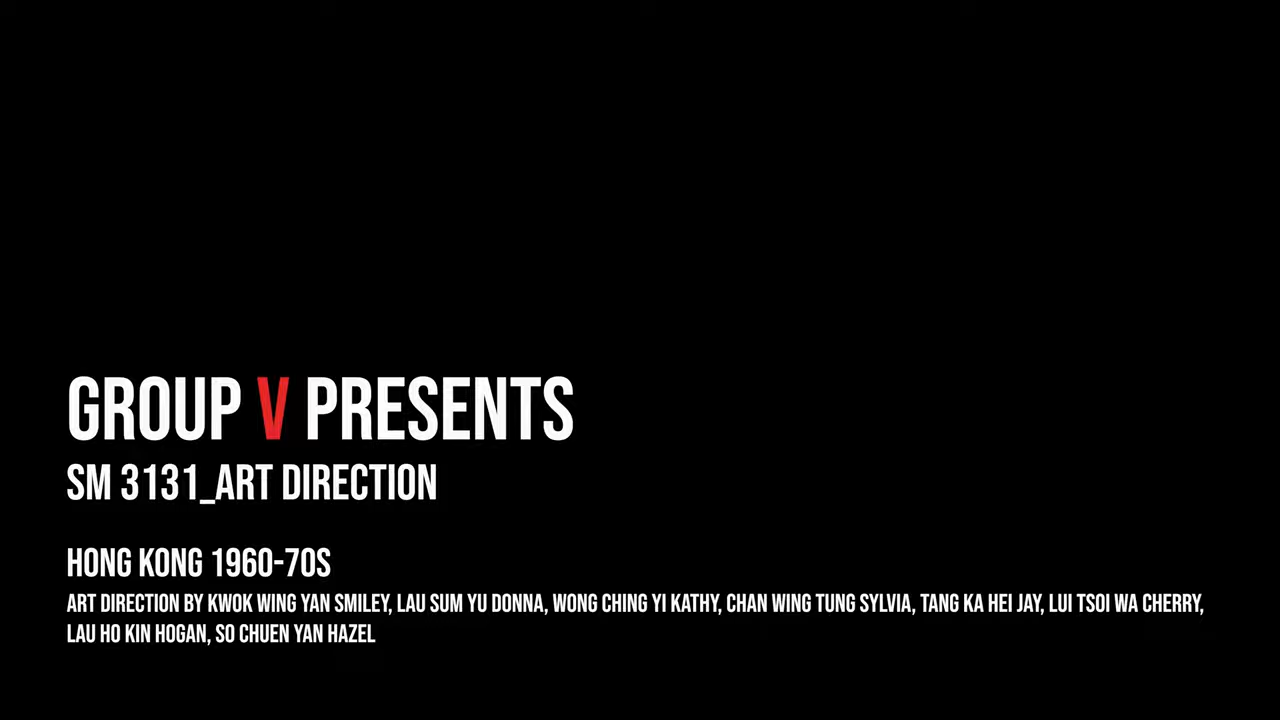 GROUP V PRESENTS
SM 3131_ART DIRECTION
HONG KONG 1960-70S
ART DIRECTION BY KWOK WING YAN SMILEY, LAU SUM YU DONNA, WONG CHING YI KATHY, CHAN WING TUNG SYLVIA, TANG KA HEI JAY, LUI TSOI WA CHERRY,
LAU HO KIN HOGAN, SO CHUEN YAN HAZEL